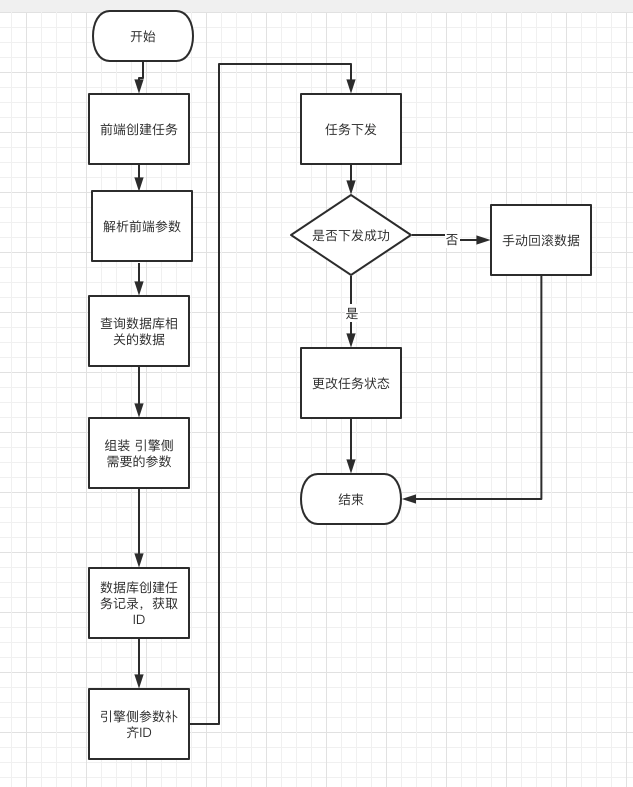 开始
前端创建任务
解析前端参数
查询数据库相
关的数据
组装 引擎侧
需要的参数
数据库创建任
务记录，获取
ID
引擎侧参数补
齐ID
任务下发
是否下发成功
否
手动回滚数据
是
更改任务状态
结束